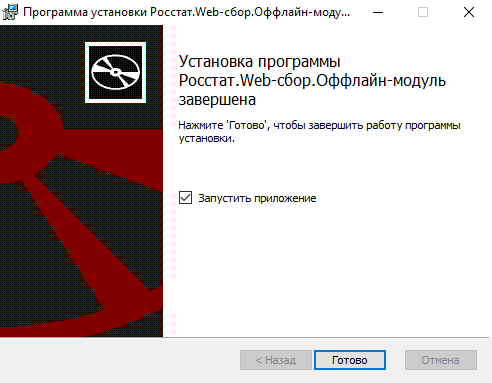 Программа установки Росстат.Web-сбор.Оффлайн-моду...
Установка программы
Росстат.Web-сбор.Оффлайн-модуль
завершена
Нажмите 'Готово', чтобы завершить работу программы
установки.
Запустить приложение
< Назад
Готово
Отмена